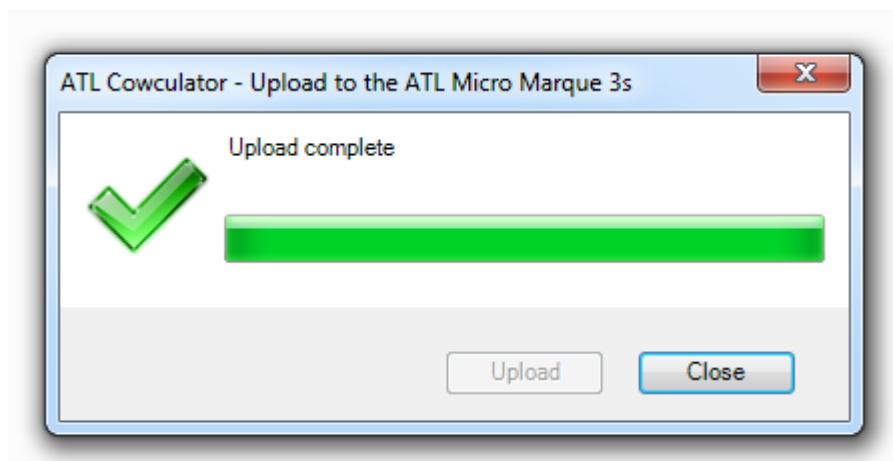 ATL Cowculator - Upload to the ATL Micro Marque 3s
Upload complete
Upload
Close